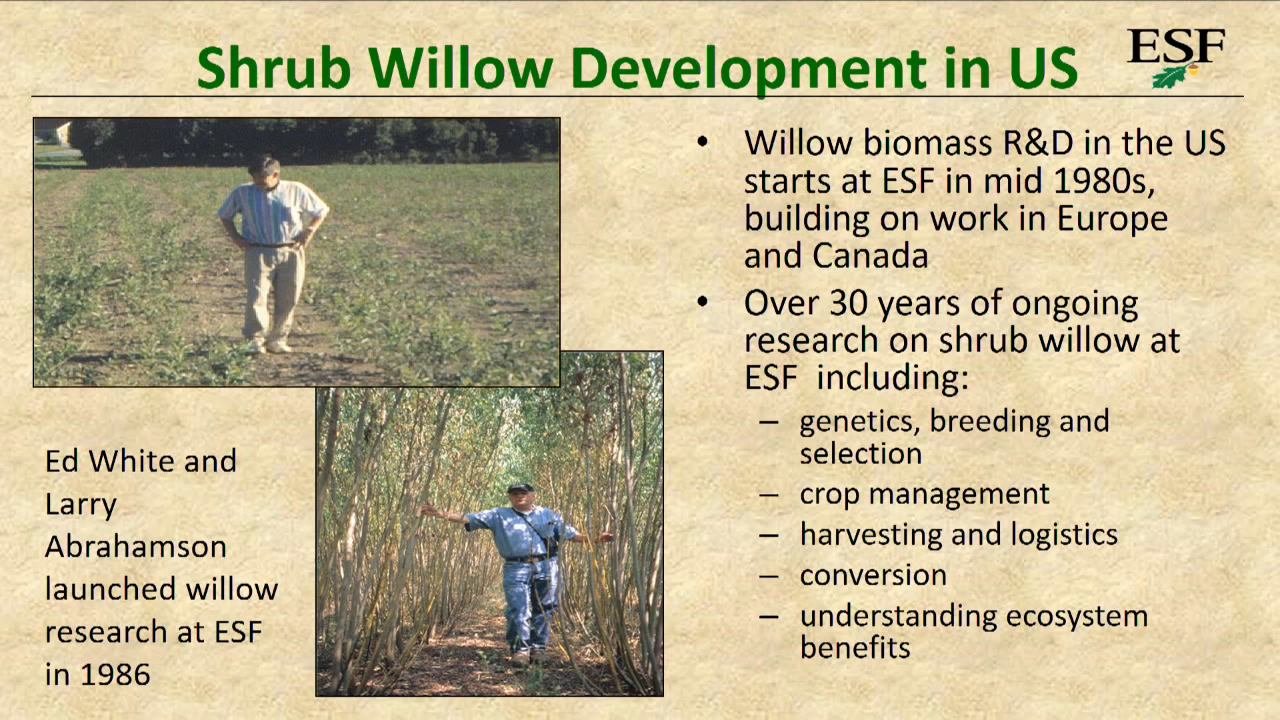 Shrub Willow Development in US
ESF
• Willow biomass R&D in the US
starts at ESF in mid 1980s,
building on work in Europe
and Canada
• Over 30 years of ongoing
research on shrub willow at
ESF including:
– genetics, breeding and
selection
– crop management
– harvesting and logistics
– conversion
– understanding ecosystem
benefits
Ed White and
Larry
Abrahamson
launched willow
research at ESF
in 1986